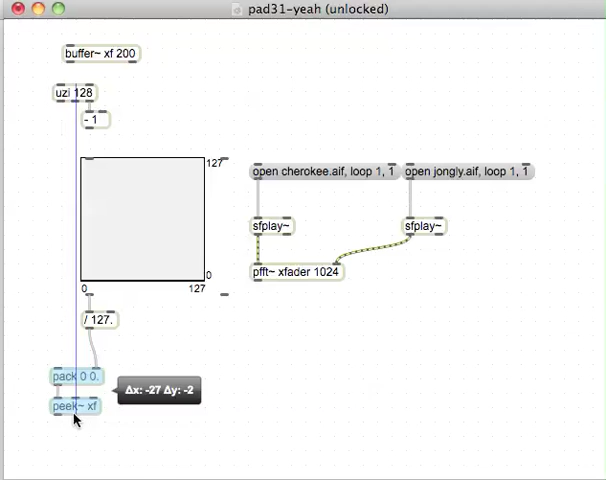 pad31-yeah (unlocked)
buffer~ xf 200
uzi 128
- 1
127
open cherokee.aif, loop 1, 1
open jongly.aif, loop 1, 1
sfplay~
sfplay~
pfft~ xfader 1024
0
0
127
/ 127.
pack 0 0.
Δx: -27 Δy: -2
peek~ xf